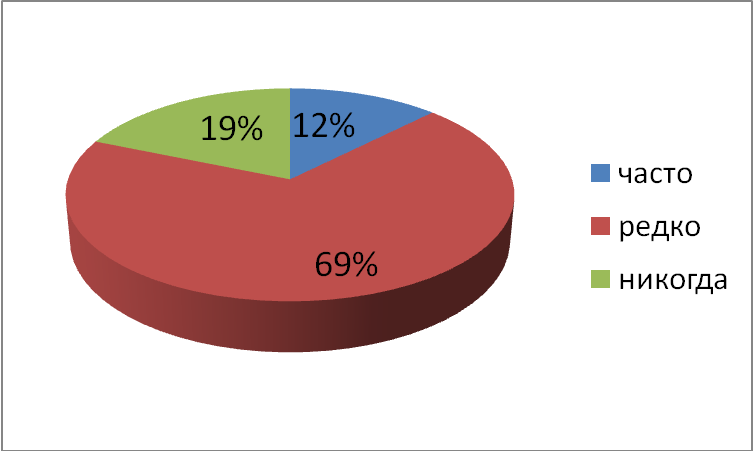 19%
12%
69%
часто
редко
никогда